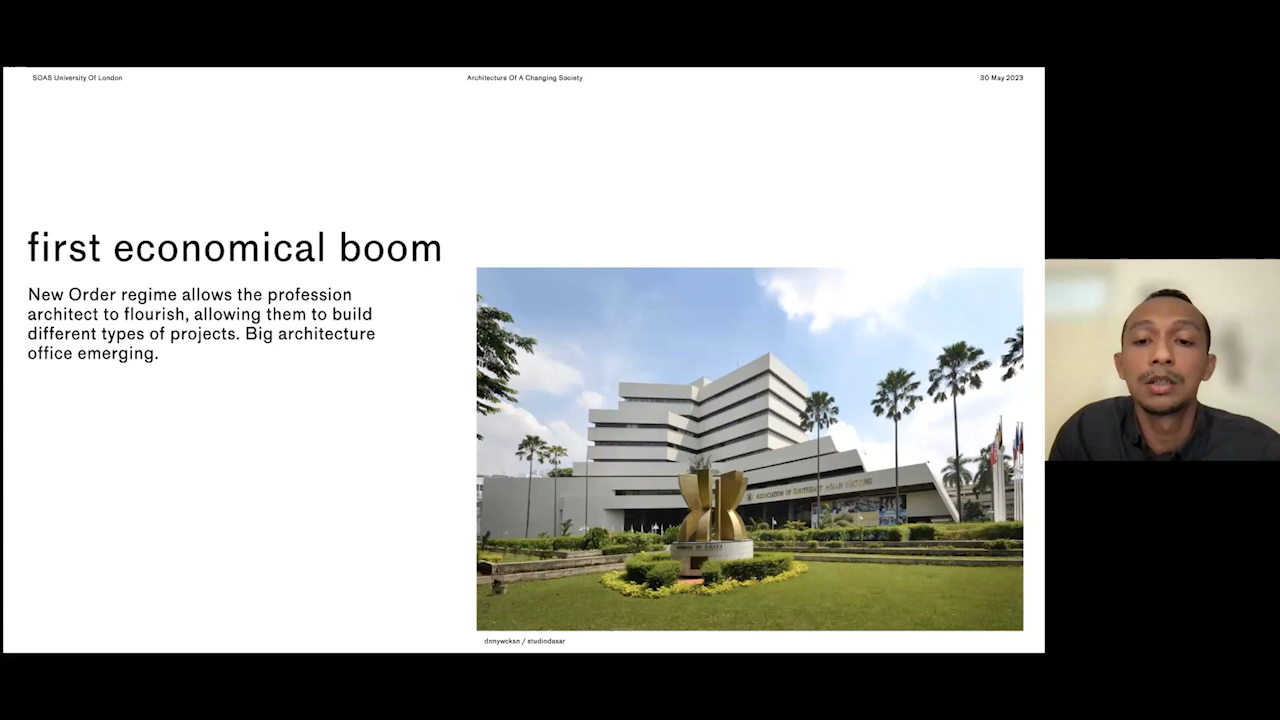 SOAS University Of London
Architecture Of A Changing Society
30 May 2023
first economical boom
New Order regime allows the profession
architect to flourish, allowing them to build
different types of projects. Big architecture
office emerging.
ASSOCIATION OF SOUTHEAST ASIAN NATIONS
dnnywcksn / studiodasar